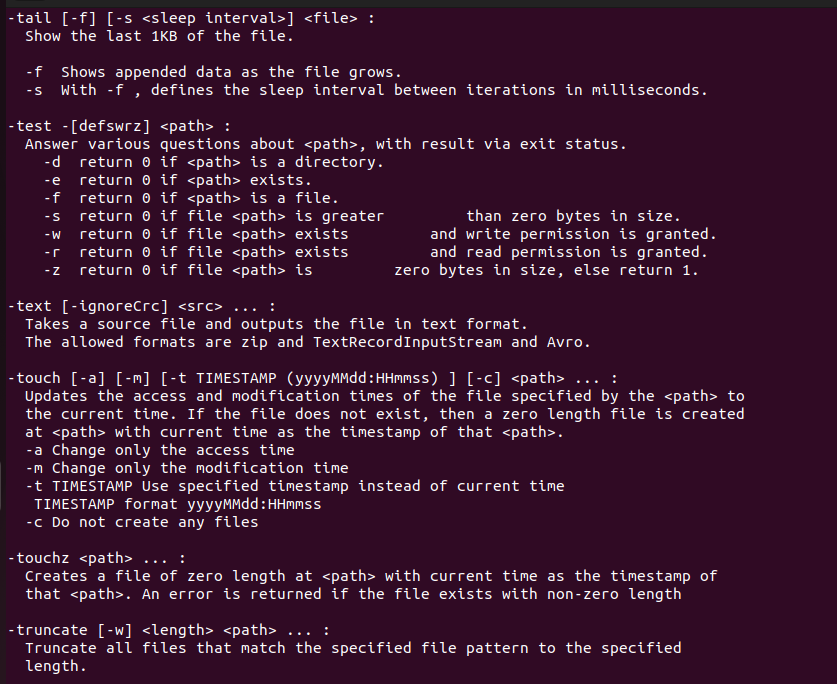 -tail [-f] [-s <sleep interval>] <file> :
Show the last 1KB of the file.
-f Shows appended data as the file grows.
-s With -f , defines the sleep interval between iterations in milliseconds.
-test -[defswrz] <path> :
Answer various questions about <path>, with result via exit status.
-d return 0 if <path> is a directory.
-e return 0 if <path> exists.
-f return 0 if <path> is a file.
-s return 0 if file <path> is greater than zero bytes in size.
-w return 0 if file <path> exists and write permission is granted.
-r return 0 if file <path> exists and read permission is granted.
-z return 0 if file <path> is zero bytes in size, else return 1.
-text [-ignoreCrc] <src> ... :
Takes a source file and outputs the file in text format.
The allowed formats are zip and TextRecordInputStream and Avro.
-touch [-a] [-m] [-t TIMESTAMP (yyyyMMdd:HHmmss) ] [-c] <path> ... :
Updates the access and modification times of the file specified by the <path> to
the current time. If the file does not exist, then a zero length file is created
at <path> with current time as the timestamp of that <path>.
-a Change only the access time
-m Change only the modification time
-t TIMESTAMP Use specified timestamp instead of current time
TIMESTAMP format yyyyMMdd:HHmmss
-c Do not create any files
-touchz <path> ... :
Creates a file of zero length at <path> with current time as the timestamp of
that <path>. An error is returned if the file exists with non-zero length
-truncate [-w] <length> <path> ... :
Truncate all files that match the specified file pattern to the specified
length.